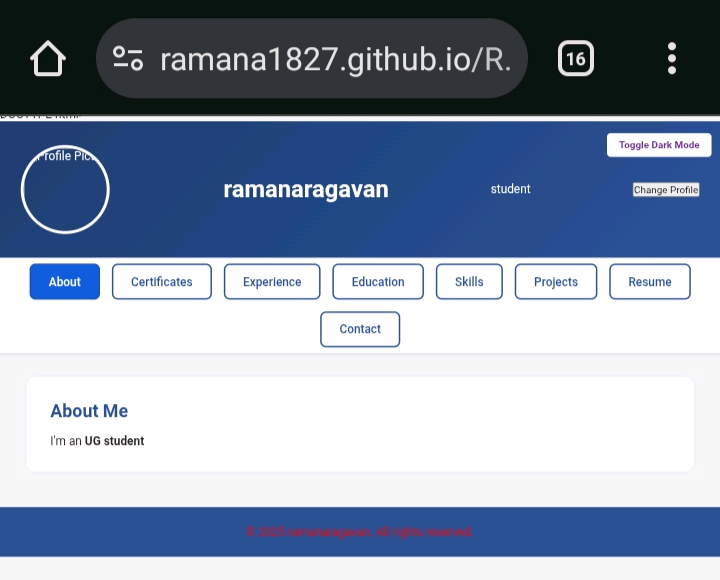 ramana1827.github.io/R.
16
Toggle Dark Mode
Profile Pict
ramanaragavan
student
Change Profile
About
Certificates
Experience
Education
Skills
Projects
Resume
Contact
About Me
I'm an UG student
© 2025 ramanaragavan. All rights reserved.